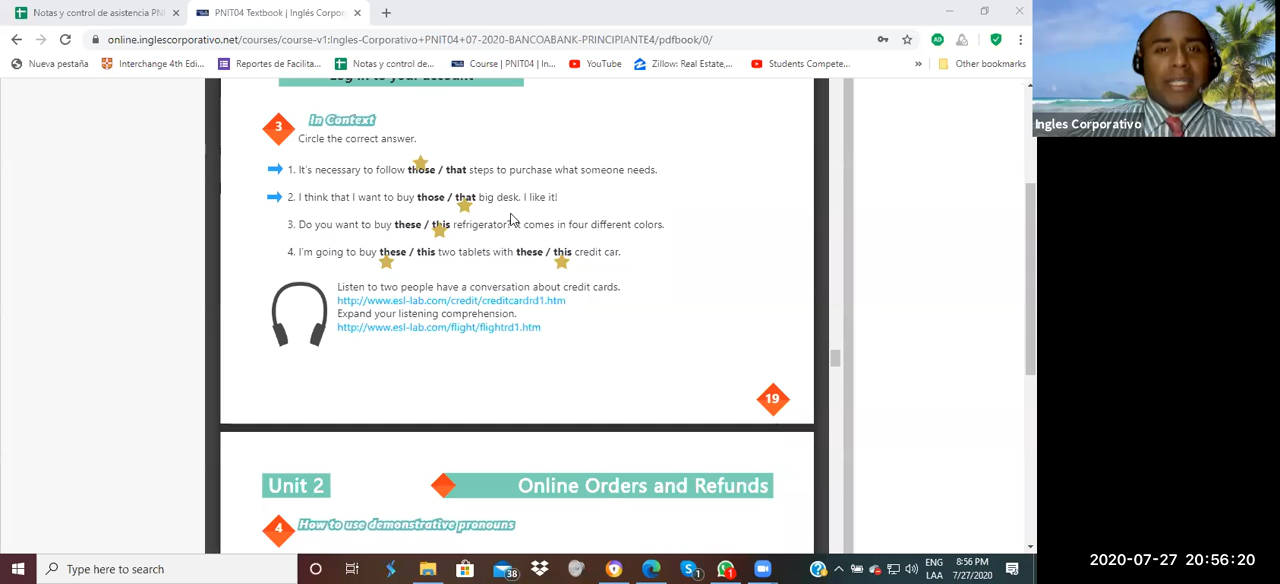 Notas y control de asistencia PN
PNIT04 Textbook | Inglés Corpor
online.inglescorporativo.net/courses/course-v1:Ingles-Corporativo+PNIT04+07-2020-BANCOABANK-PRINCIPIANTE4/pdfbook/0/
Nueva pestaña
Interchange 4th Edi...
Reportes de Facilita...
Notas y control de...
Course | PNIT04 | In...
YouTube
Zillow: Real Estate,...
Students Compete...
»
Other bookmarks
Log in to your account
3 In Context
Circle the correct answer.
1. It's necessary to follow those / that steps to purchase what someone needs.
2. I think that I want to buy those / that big desk. I like it!
3. Do you want to buy these / this refrigerator? It comes in four different colors.
4. I'm going to buy these / this two tablets with these / this credit car.
Listen to two people have a conversation about credit cards.
http://www.esl-lab.com/credit/creditcardrd1.htm
Expand your listening comprehension.
http://www.esl-lab.com/flight/flightrd1.htm
19
Unit 2
Online Orders and Refunds
4 How to use demonstrative pronouns
Ingles Corporativo
Type here to search
38
1
1
ENG
LAA
8:56 PM
7/27/2020
2020-07-27 20:56:20